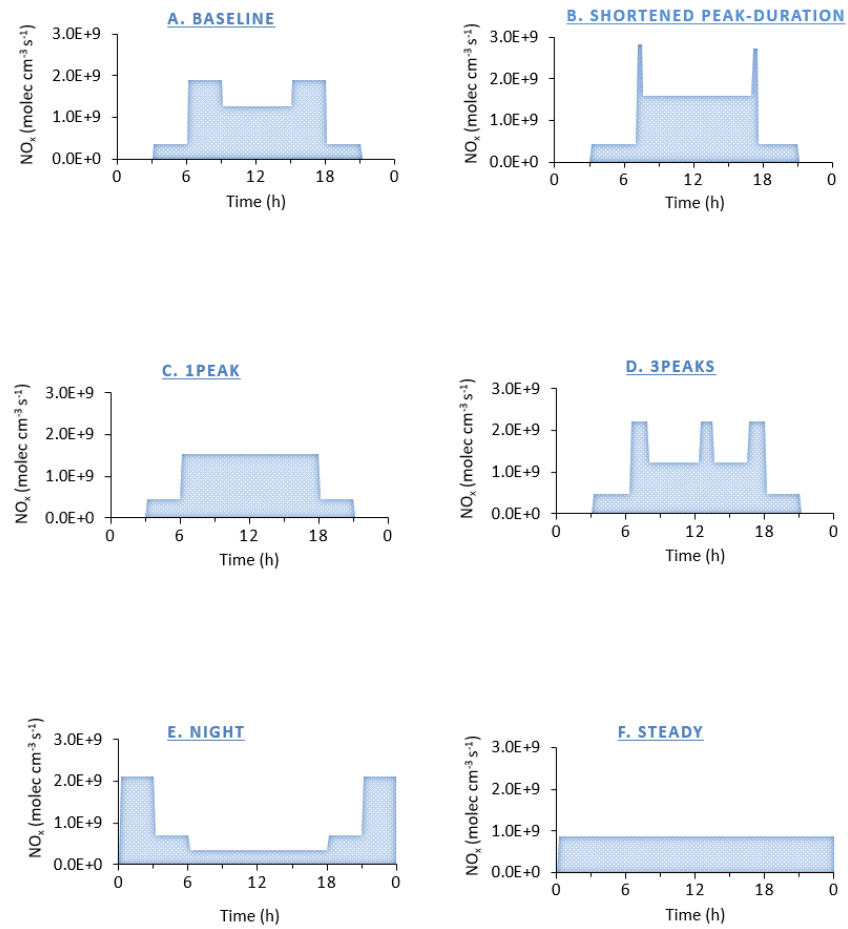 A. BASELINE
NOₓ (molec cm⁻³ s⁻¹)
3.0E+9
2.0E+9
1.0E+9
0.0E+0
0 6 12 18 0
Time (h)
B. SHORTENED PEAK-DURATION
NOₓ (molec cm⁻³ s⁻¹)
3.0E+9
2.0E+9
1.0E+9
0.0E+0
0 6 12 18 0
Time (h)
C. 1PEAK
NOₓ (molec cm⁻³ s⁻¹)
3.0E+9
2.0E+9
1.0E+9
0.0E+0
0 6 12 18 0
Time (h)
D. 3PEAKS
NOₓ (molec cm⁻³ s⁻¹)
3.0E+9
2.0E+9
1.0E+9
0.0E+0
0 6 12 18 0
Time (h)
E. NIGHT
NOₓ (molec cm⁻³ s⁻¹)
3.0E+9
2.0E+9
1.0E+9
0.0E+0
0 6 12 18 0
Time (h)
F. STEADY
NOₓ (molec cm⁻³ s⁻¹)
3.0E+9
2.0E+9
1.0E+9
0.0E+0
0 6 12 18 0
Time (h)